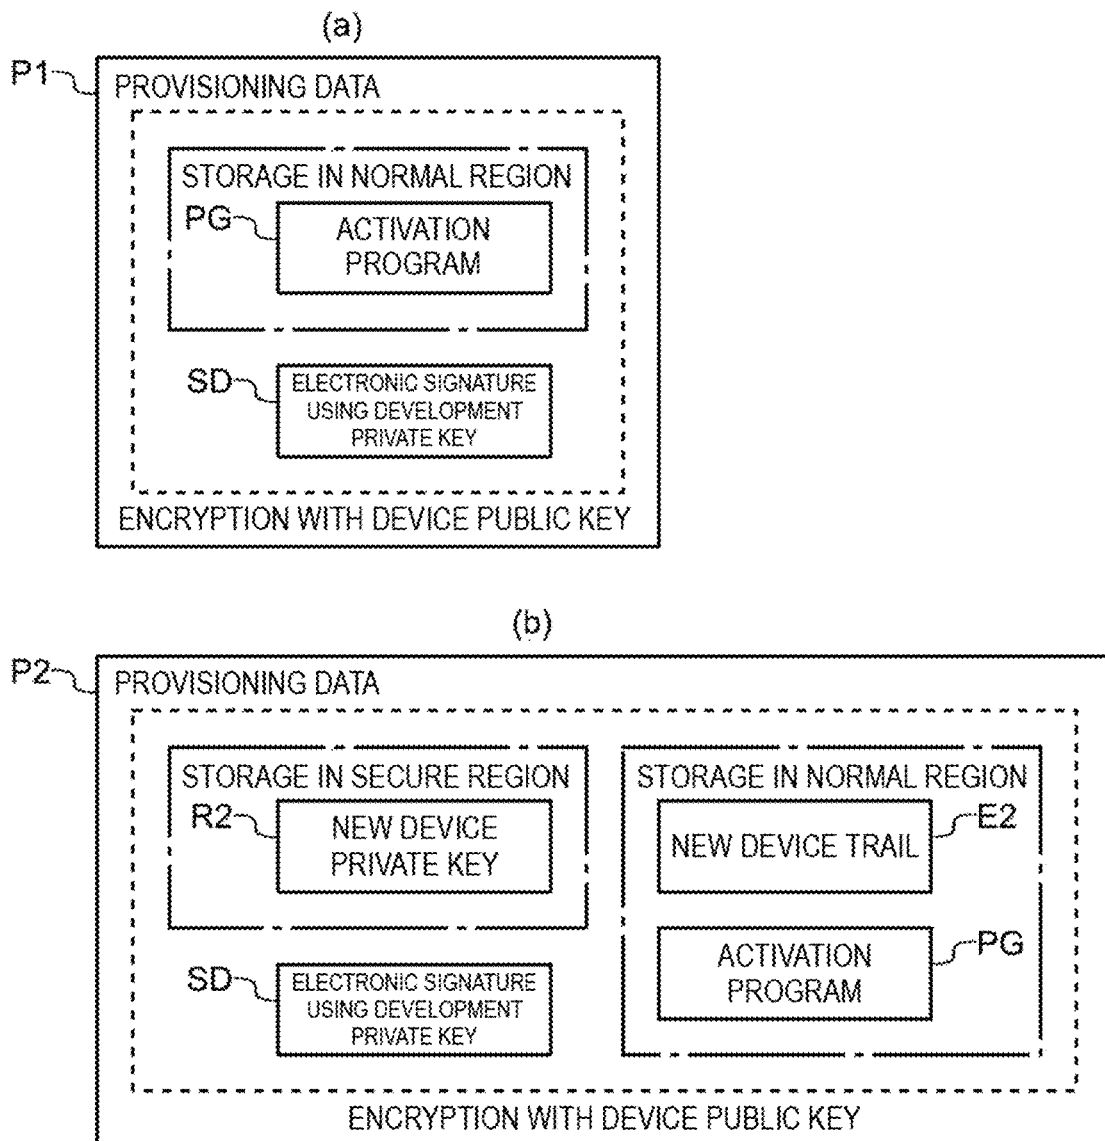 (a)
P1
PROVISIONING DATA
STORAGE IN NORMAL REGION
PG
ACTIVATION
PROGRAM
SD
ELECTRONIC SIGNATURE
USING DEVELOPMENT
PRIVATE KEY
ENCRYPTION WITH DEVICE PUBLIC KEY
(b)
P2
PROVISIONING DATA
STORAGE IN SECURE REGION
R2
NEW DEVICE
PRIVATE KEY
SD
ELECTRONIC SIGNATURE
USING DEVELOPMENT
PRIVATE KEY
STORAGE IN NORMAL REGION
NEW DEVICE TRAIL
E2
ACTIVATION
PROGRAM
PG
ENCRYPTION WITH DEVICE PUBLIC KEY